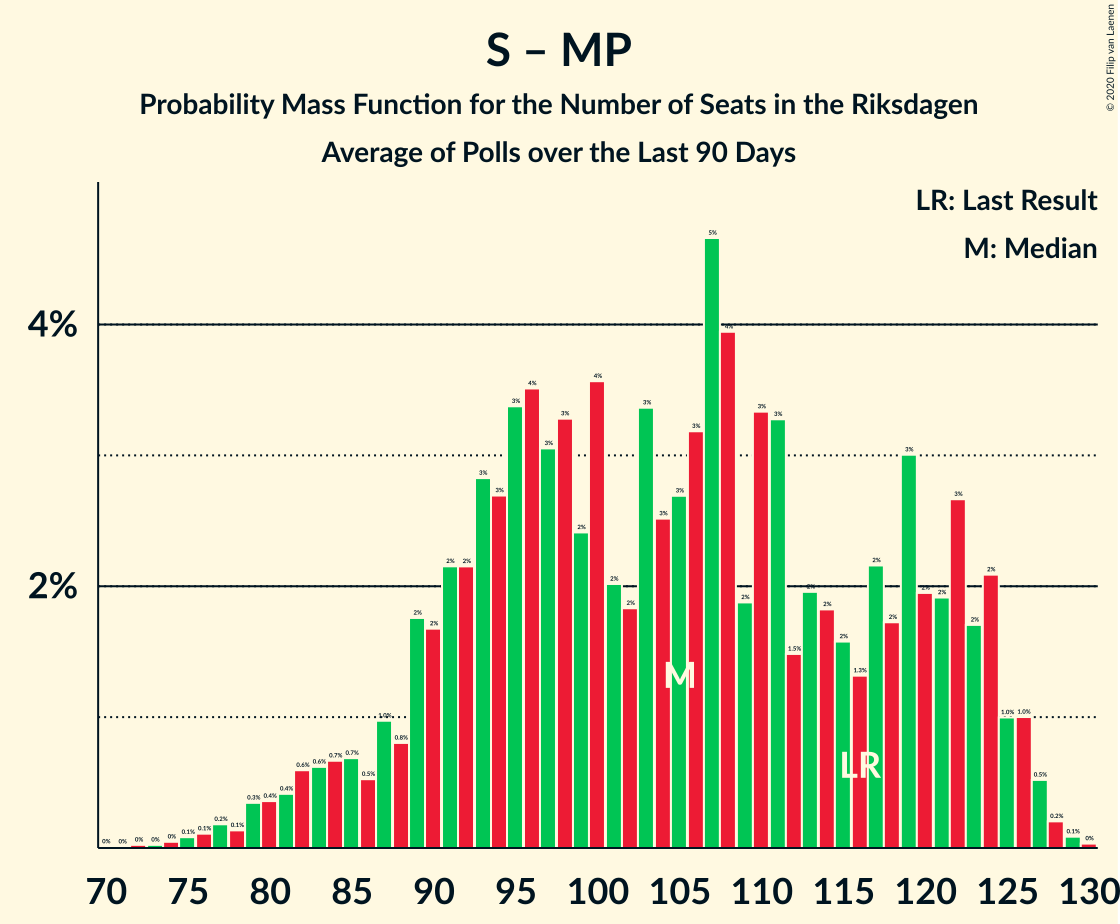 S – MP
Probability Mass Function for the Number of Seats in the Riksdagen
Average of Polls over the Last 90 Days
© 2020 Filip van Laenen
LR: Last Result
M: Median
4%
2%
0% 0% 0% 0% 0% 0.1% 0.1% 0.2% 0.1% 0.3% 0.4% 0.4% 0.6% 0.6% 0.7% 0.7% 0.5% 1.0% 0.8% 2% 2% 2% 2% 3% 3% 3% 4% 3% 3% 2% 4% 2% 2% 3% 3% 3% 3% 5% 4% 2% 3% 3% 1.5% 2% 2% 2% 1.3% 2% 2% 3% 2% 2% 3% 2% 2% 1.0% 1.0% 0.5% 0.2% 0.1% 0%
M
LR
70 75 80 85 90 95 100 105 110 115 120 125 130